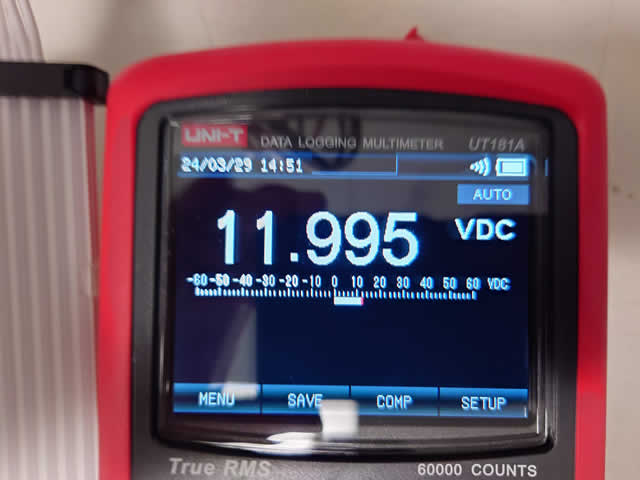 UNI-T DATA LOGGING MULTIMETER UT181A
24/03/29 14:51
AUTO
11.995 VDC
-60 -50 -40 -30 -20 -10 0 10 20 30 40 50 60 VDC
MENU SAVE COMP SETUP
True RMS 60000 COUNTS